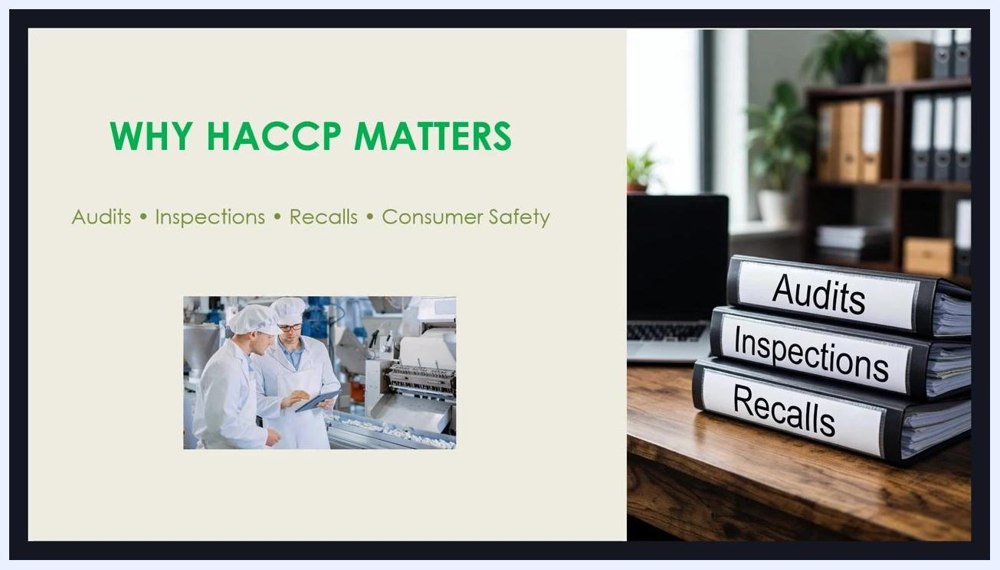 WHY HACCP MATTERS
Audits • Inspections • Recalls • Consumer Safety
Audits
Inspections
Recalls